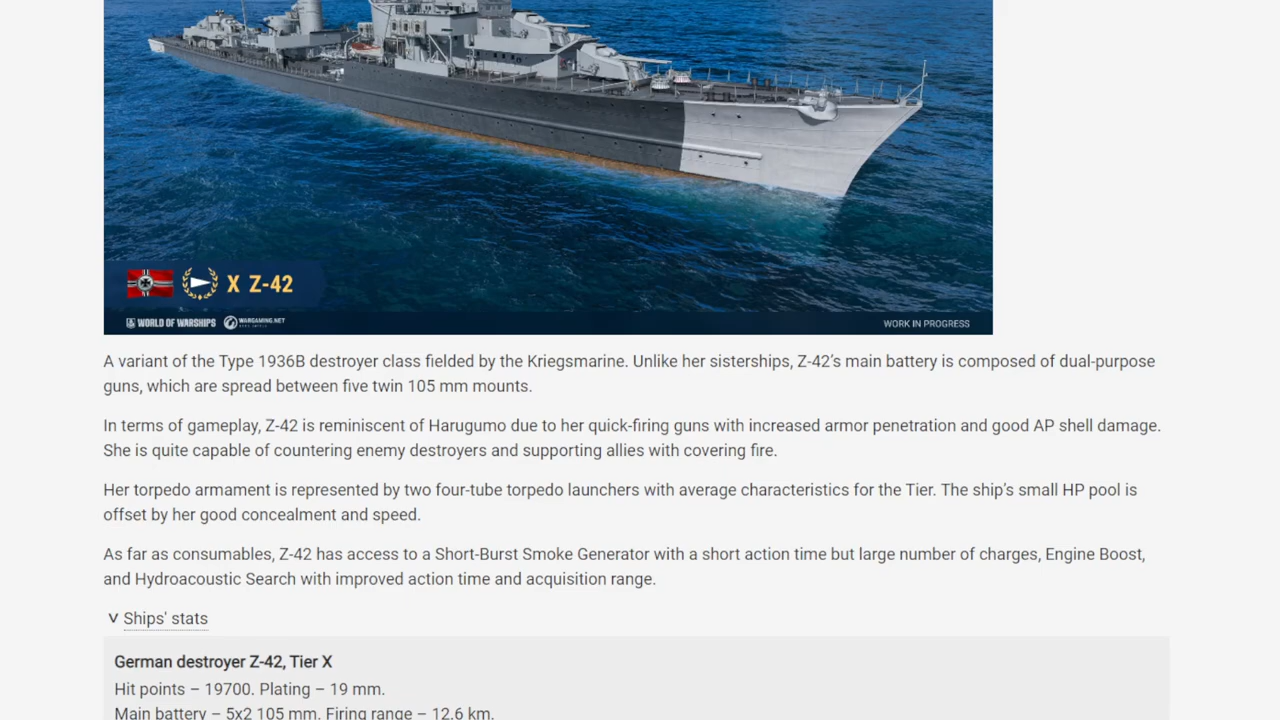 X Z-42
WORLD OF WARSHIPS WARGAMING.NET
WORK IN PROGRESS
A variant of the Type 1936B destroyer class fielded by the Kriegsmarine. Unlike her sisterships, Z-42’s main battery is composed of dual-purpose
guns, which are spread between five twin 105 mm mounts.
In terms of gameplay, Z-42 is reminiscent of Harugumo due to her quick-firing guns with increased armor penetration and good AP shell damage.
She is quite capable of countering enemy destroyers and supporting allies with covering fire.
Her torpedo armament is represented by two four-tube torpedo launchers with average characteristics for the Tier. The ship’s small HP pool is
offset by her good concealment and speed.
As far as consumables, Z-42 has access to a Short-Burst Smoke Generator with a short action time but large number of charges, Engine Boost,
and Hydroacoustic Search with improved action time and acquisition range.
Ships' stats
German destroyer Z-42, Tier X
Hit points – 19700. Plating – 19 mm.
Main battery – 5x2 105 mm. Firing range – 12.6 km.